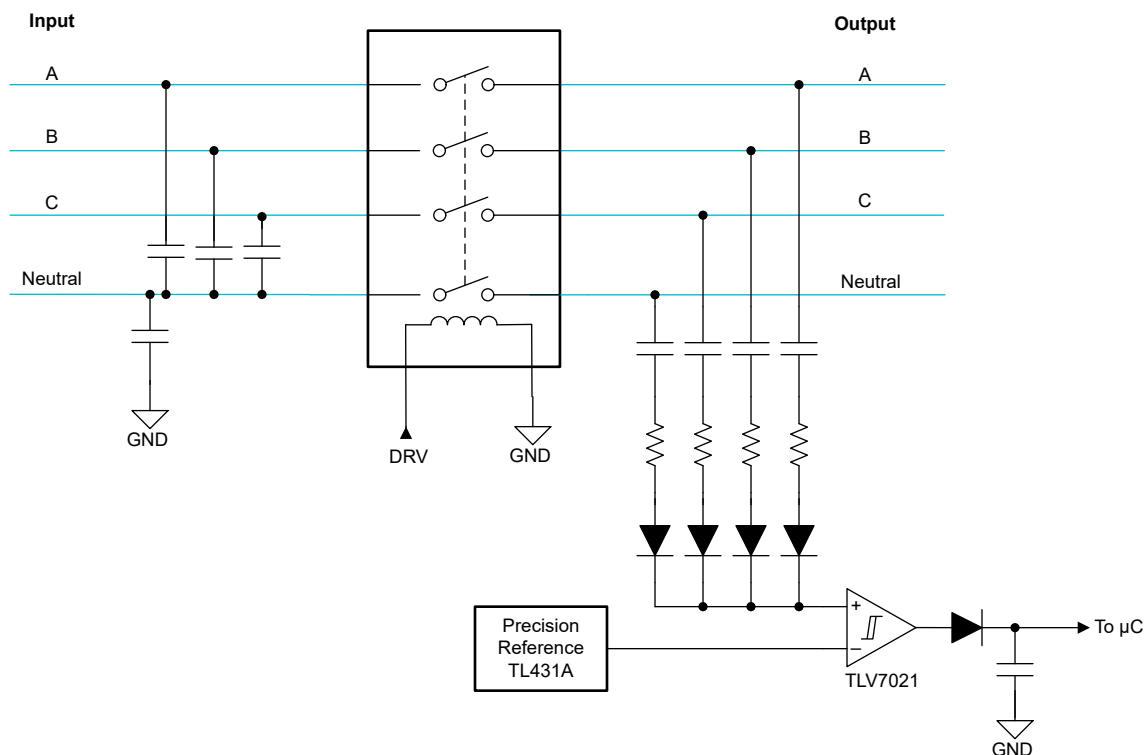 Input
Output
A
A
B
B
C
C
Neutral
Neutral
GND
DRV
GND
Precision
Reference
TL431A
+
−
TLV7021
To µC
GND